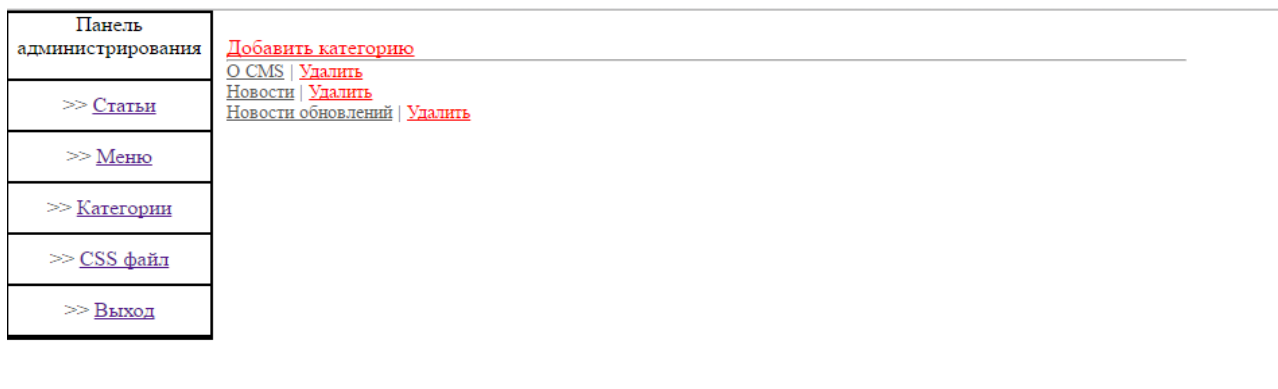 Панель
администрирования
>> Статьи
>> Меню
>> Категории
>> CSS файл
>> Выход
Добавить категорию
О CMS | Удалить
Новости | Удалить
Новости обновлений | Удалить